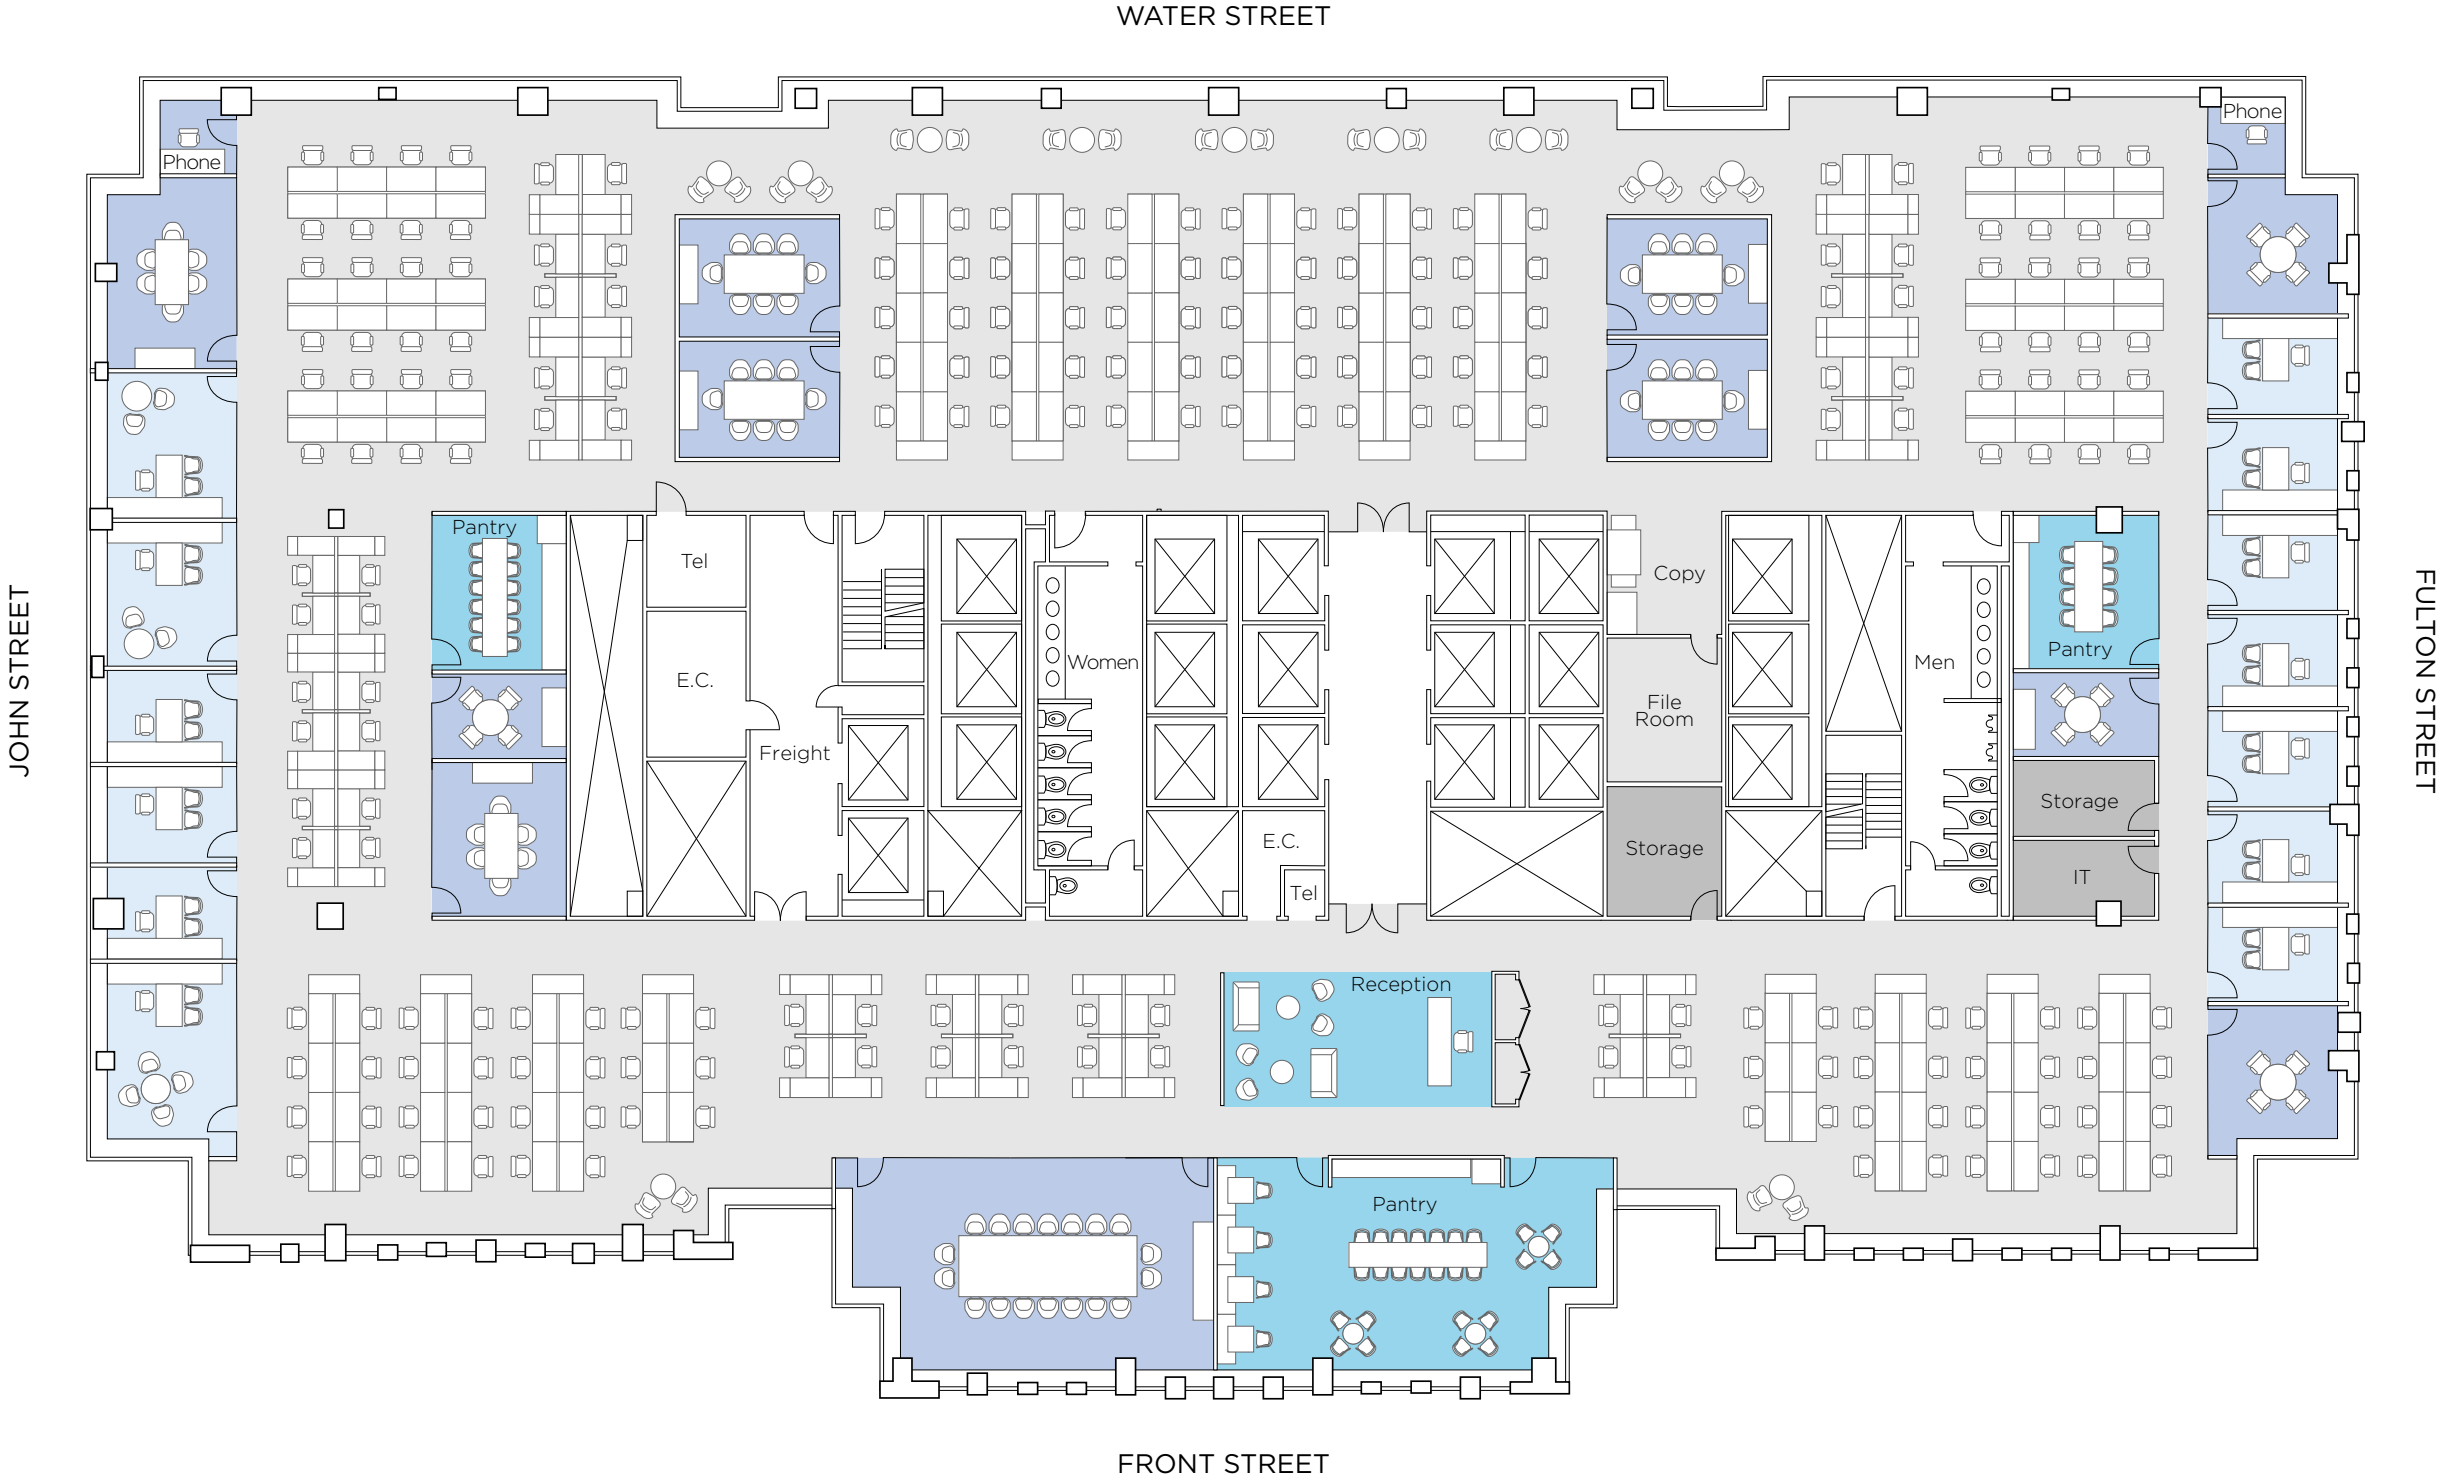 WATER STREET
Phone
Phone
Pantry
Tel
Copy
E.C.
Women
Men
Pantry
File
Room
Freight
Storage
E.C.
Storage
Tel
IT
JOHN STREET
FULTON STREET
Reception
Pantry
FRONT STREET